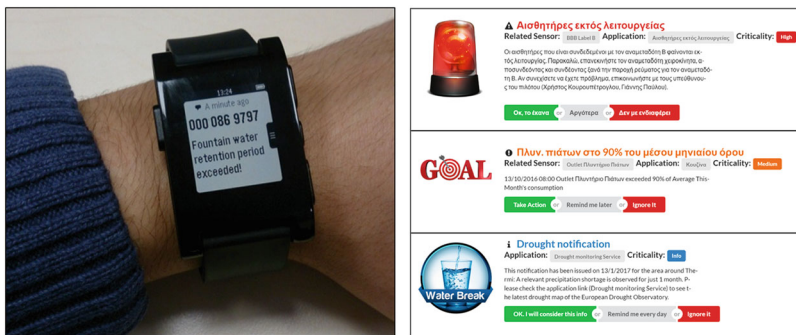 13:24
A minute ago
000 086 9797
Fountain water
retention period
exceeded!
Αισθητήρες εκτός λειτουργείας
Related Sensor: BBB Label B Application: Αισθητήρες εκτός λειτουργείας Criticality: High
Οι αισθητήρες που είναι συνδεδεμένοι με τον αναμεταδότη Β φαίνονται εκ-
τός λειτουργίας. Παρακαλώ, επανεκινήστε τον αναμεταδότη χειροκίνητα, α-
ποσυνδεόντας και συνδέοντας ξανά την παροχή ρεύματος για τον αναμεταδό-
τη Β. Αν συνεχίσετε να έχετε πρόβλημα, επικοινωνήστε με τους υπεύθυνου-
ς του πιλότου (Χρήστος Κουρουπέτρογλου, Γιάννης Παύλου).
Οκ, το έκανα or Αργότερα or Δεν με ενδιαφέρει
GOAL
Πλυν. πιάτων στο 90% του μέσου μηνιαίου όρου
Related Sensor: Outlet Πλυντήριο Πιάτων Application: Κουζίνα Criticality: Medium
13/10/2016 08:00 Outlet Πλυντήριο Πιάτων exceeded 90% of Average This-
Month's consumption
Take Action or Remind me later or Ignore it
Water Break
Drought notification
Application: Drought monitoring Service Criticality: Info
This notification has been issued on 13/1/2017 for the area around The-
rmi: A relevant precipitation shortage is observed for just 1 month. P-
lease check the application link (Drought monitoring Service) to see t-
he latest drought map of the European Drought Observatory.
OK. I will consider this info or Remind me every day or Ignore it